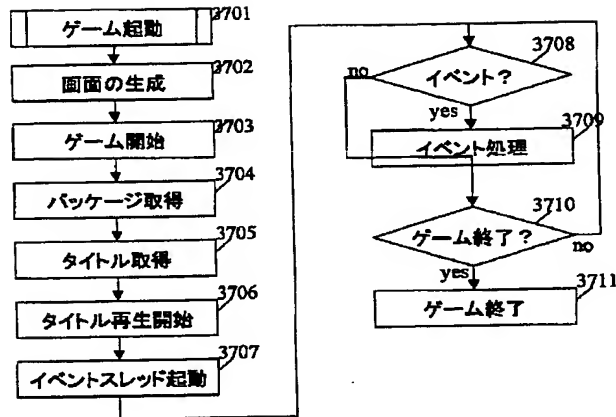 ゲーム起動
3701
画面の生成
3702
ゲーム開始
3703
パッケージ取得
3704
タイトル取得
3705
タイトル再生開始
3706
イベントスレッド起動
3707
イベント?
3708
no
yes
イベント処理
3709
ゲーム終了?
3710
no
yes
ゲーム終了
3711